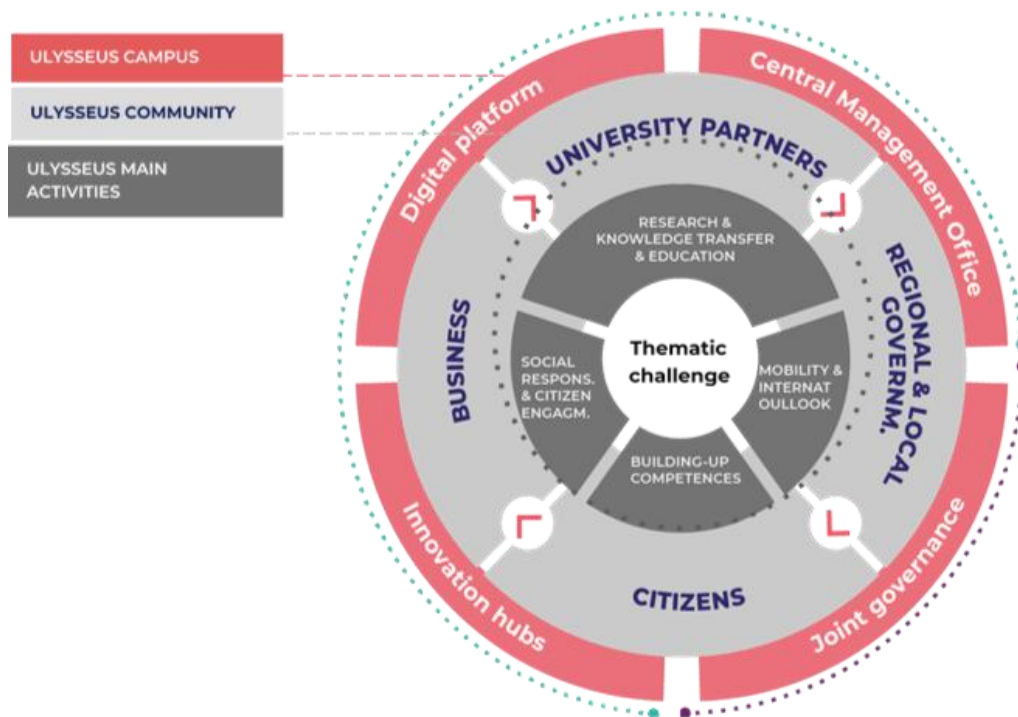 ULYSSEUS CAMPUS
ULYSSEUS COMMUNITY
ULYSSEUS MAIN
ACTIVITIES
Digital platform
Central Management Office
UNIVERSITY PARTNERS
RESEARCH &
KNOWLEDGE TRANSFER
& EDUCATION
BUSINESS
REGIONAL & LOCAL
GOVERNM.
Thematic
challenge
SOCIAL
RESPONS.
& CITIZEN
ENGAGM.
MOBILITY &
INTERNAT
OULLOOK
BUILDING-UP
COMPETENCES
CITIZENS
Innovation hubs
Joint governance